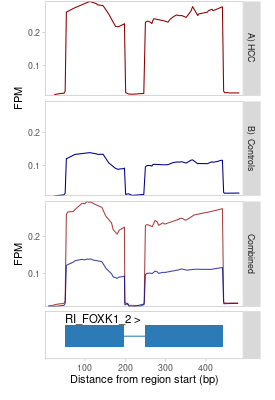 0.2
0.1
A) HCC
FPM
0.2
0.1
B) Controls
0.2
0.1
FPM
Combined
RI_FOXK1_2 >
100 200 300 400
Distance from region start (bp)